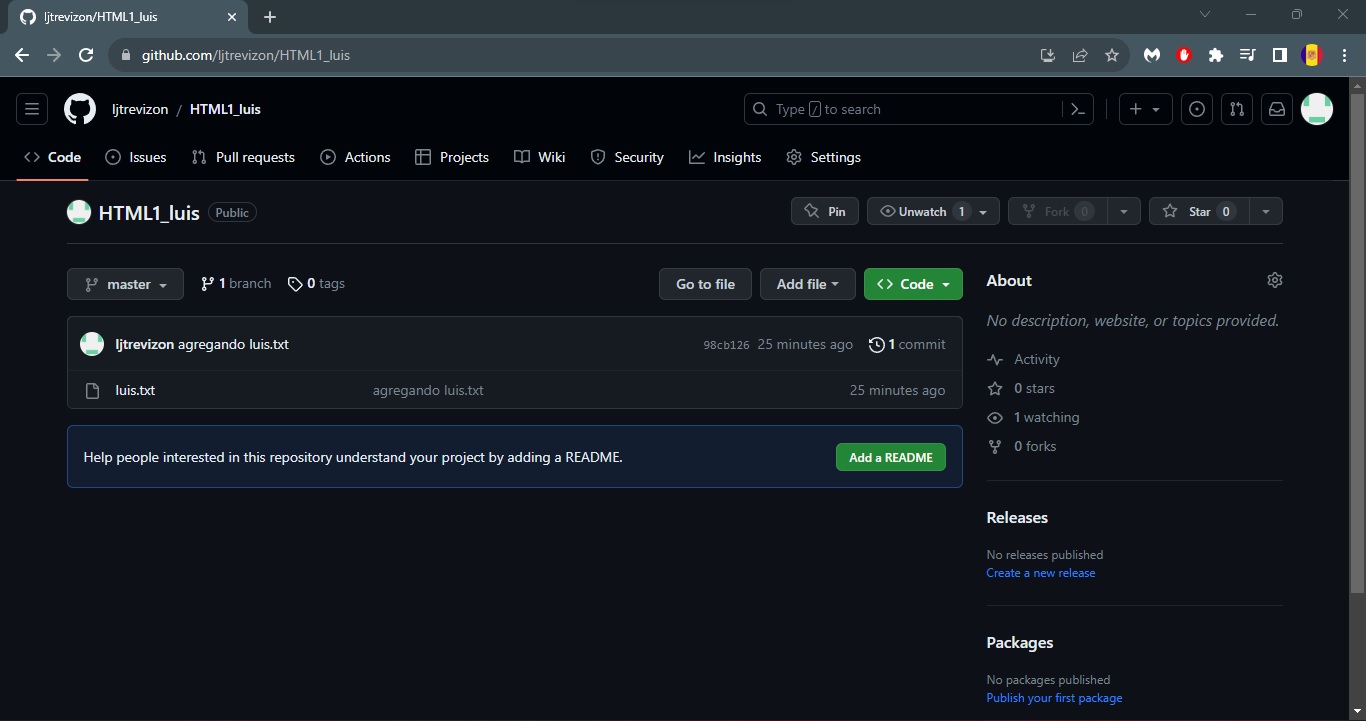 ljtrevizon/HTML1_luis
github.com/ljtrevizon/HTML1_luis
ljtrevizon / HTML1_luis
Type / to search
Code Issues Pull requests Actions Projects Wiki Security Insights Settings
HTML1_luis Public
Pin Unwatch 1 Fork 0 Star 0
master 1 branch 0 tags Go to file Add file Code
ljtrevizon agregando luis.txt 98cb126 25 minutes ago 1 commit
luis.txt agregando luis.txt 25 minutes ago
Help people interested in this repository understand your project by adding a README. Add a README
About
No description, website, or topics provided.
Activity
0 stars
1 watching
0 forks
Releases
No releases published
Create a new release
Packages
No packages published
Publish your first package